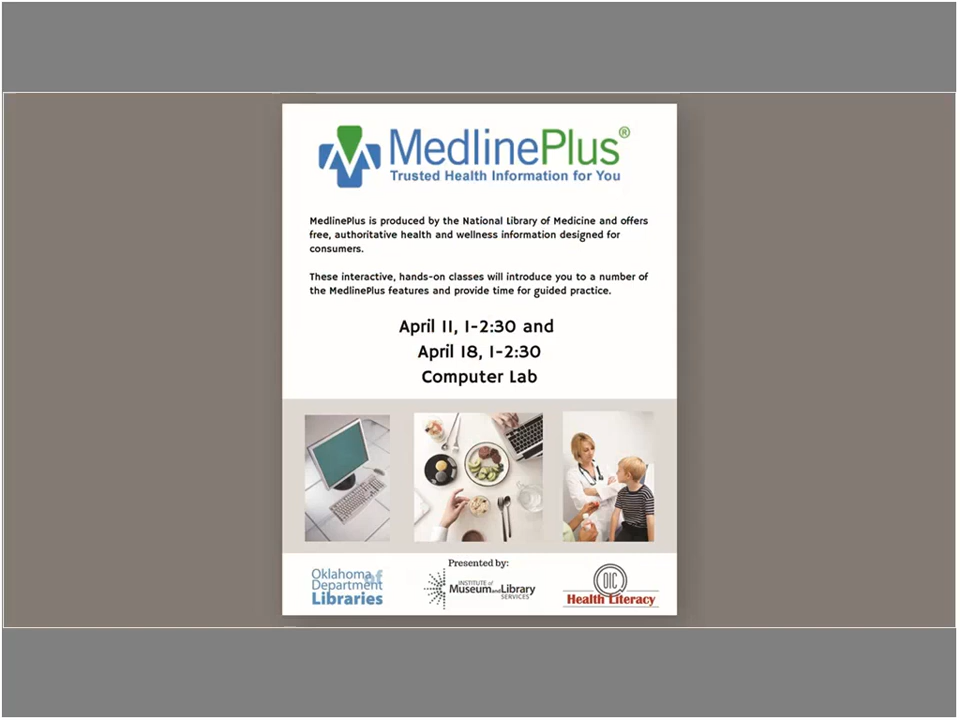 MedlinePlus®
Trusted Health Information for You
MedlinePlus is produced by the National Library of Medicine and offers
free, authoritative health and wellness information designed for
consumers.
These interactive, hands-on classes will introduce you to a number of
the MedlinePlus features and provide time for guided practice.
April 11, 1-2:30 and
April 18, 1-2:30
Computer Lab
Presented by:
Oklahoma
Department of
Libraries
INSTITUTE of
Museum and Library
SERVICES
OIC
Health Literacy